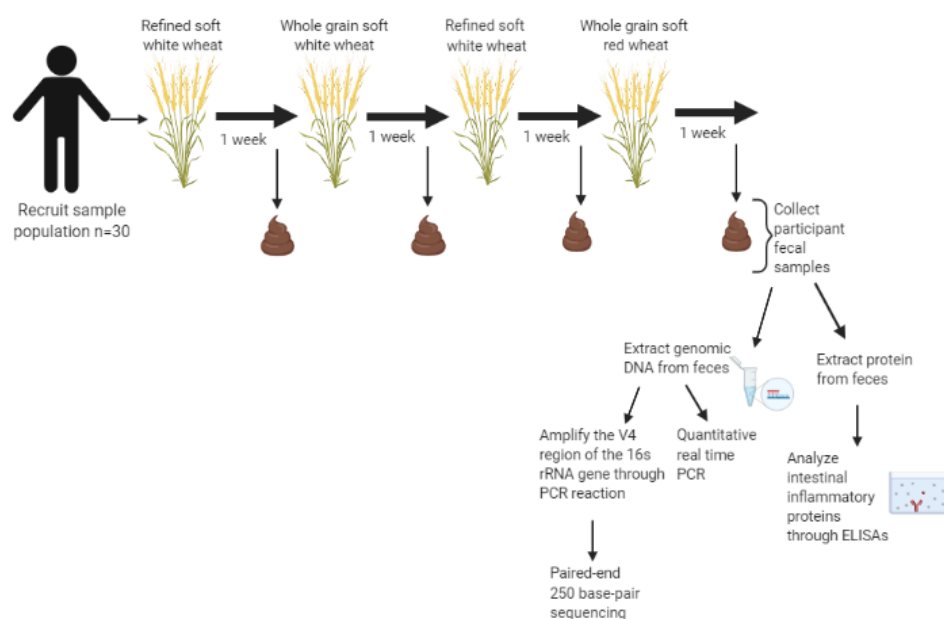 Refined soft
white wheat
Whole grain soft
white wheat
Refined soft
white wheat
Whole grain soft
red wheat
1 week
1 week
1 week
1 week
Recruit sample
population n=30
Collect
participant
fecal
samples
Extract genomic
DNA from feces
Extract protein
from feces
Amplify the V4
region of the 16s
rRNA gene through
PCR reaction
Quantitative
real time
PCR
Analyze
intestinal
inflammatory
proteins
through ELISAs
Paired-end
250 base-pair
sequencing